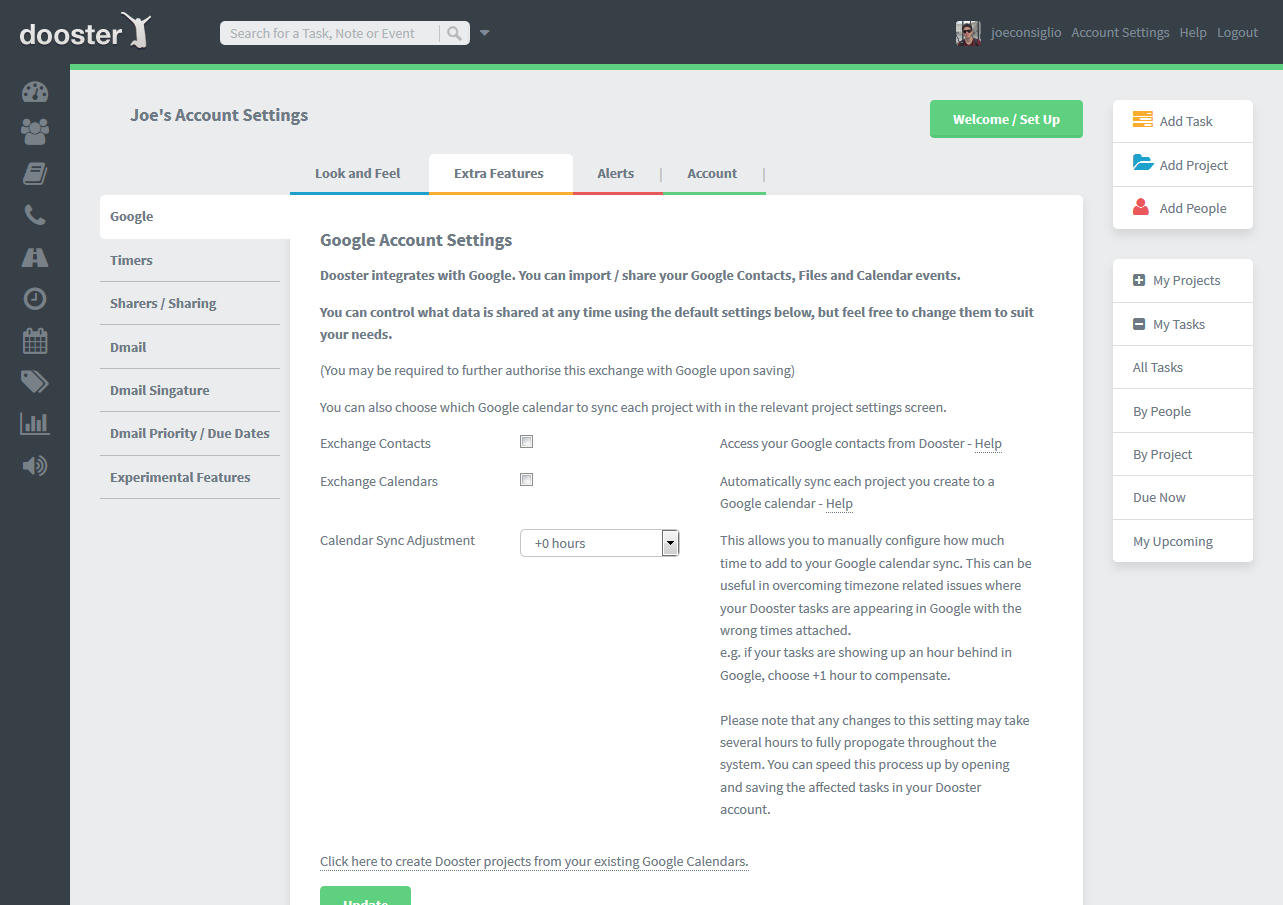 dooster
Search for a Task, Note or Event
joeconsiglio Account Settings Help Logout
Joe's Account Settings
Welcome / Set Up
Look and Feel
Extra Features
Alerts
Account
Google
Timers
Sharers / Sharing
Dmail
Dmail Singature
Dmail Priority / Due Dates
Experimental Features
Google Account Settings
Dooster integrates with Google. You can import / share your Google Contacts, Files and Calendar events.
You can control what data is shared at any time using the default settings below, but feel free to change them to suit
your needs.
(You may be required to further authorise this exchange with Google upon saving)
You can also choose which Google calendar to sync each project with in the relevant project settings screen.
Exchange Contacts
Access your Google contacts from Dooster - Help
Exchange Calendars
Automatically sync each project you create to a
Google calendar - Help
Calendar Sync Adjustment
+0 hours
This allows you to manually configure how much
time to add to your Google calendar sync. This can be
useful in overcoming timezone related issues where
your Dooster tasks are appearing in Google with the
wrong times attached.
e.g. if your tasks are showing up an hour behind in
Google, choose +1 hour to compensate.
Please note that any changes to this setting may take
several hours to fully propogate throughout the
system. You can speed this process up by opening
and saving the affected tasks in your Dooster
account.
Click here to create Dooster projects from your existing Google Calendars.
Update
Add Task
Add Project
Add People
My Projects
My Tasks
All Tasks
By People
By Project
Due Now
My Upcoming